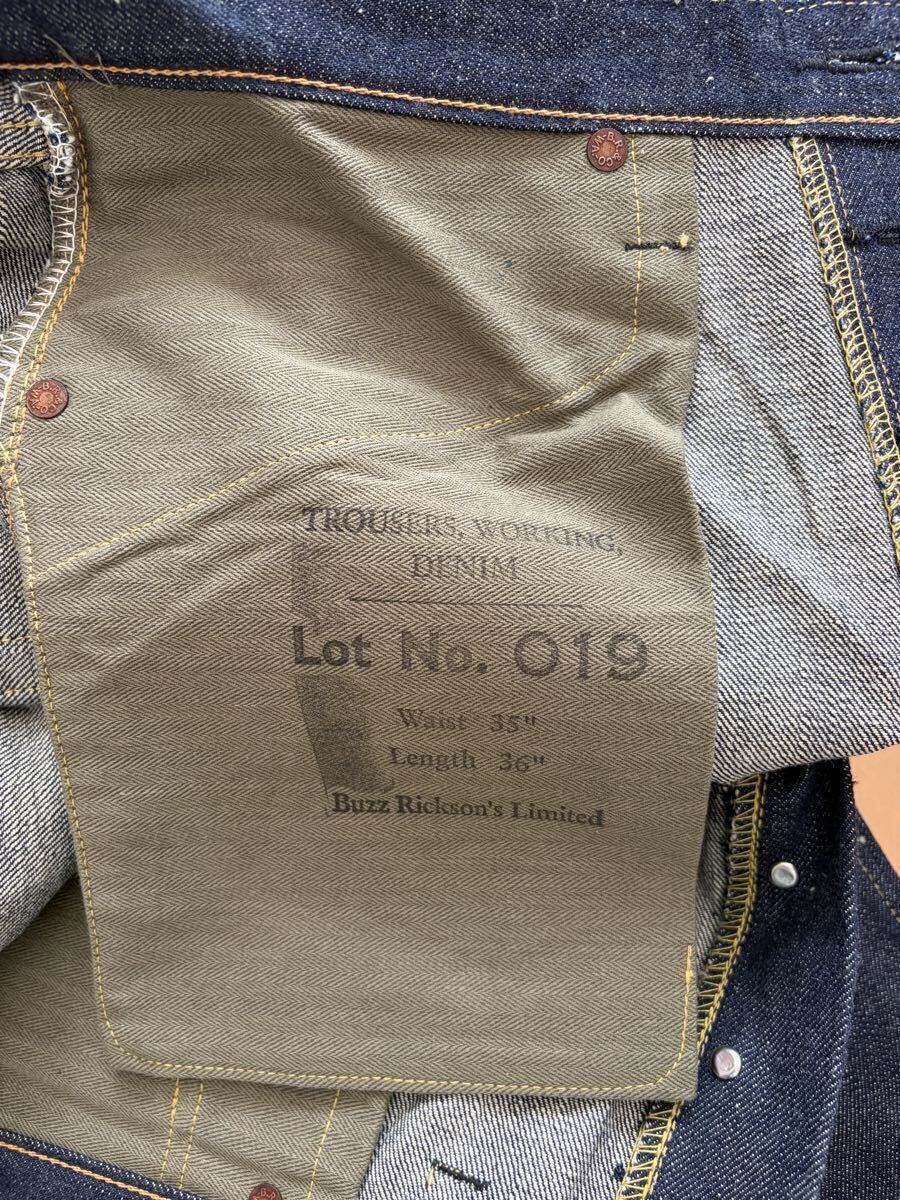 TROUSERS, WORKING,
DENIM
Lot No. 019
Waist 35"
Length 36"
Buzz Rickson's Limited